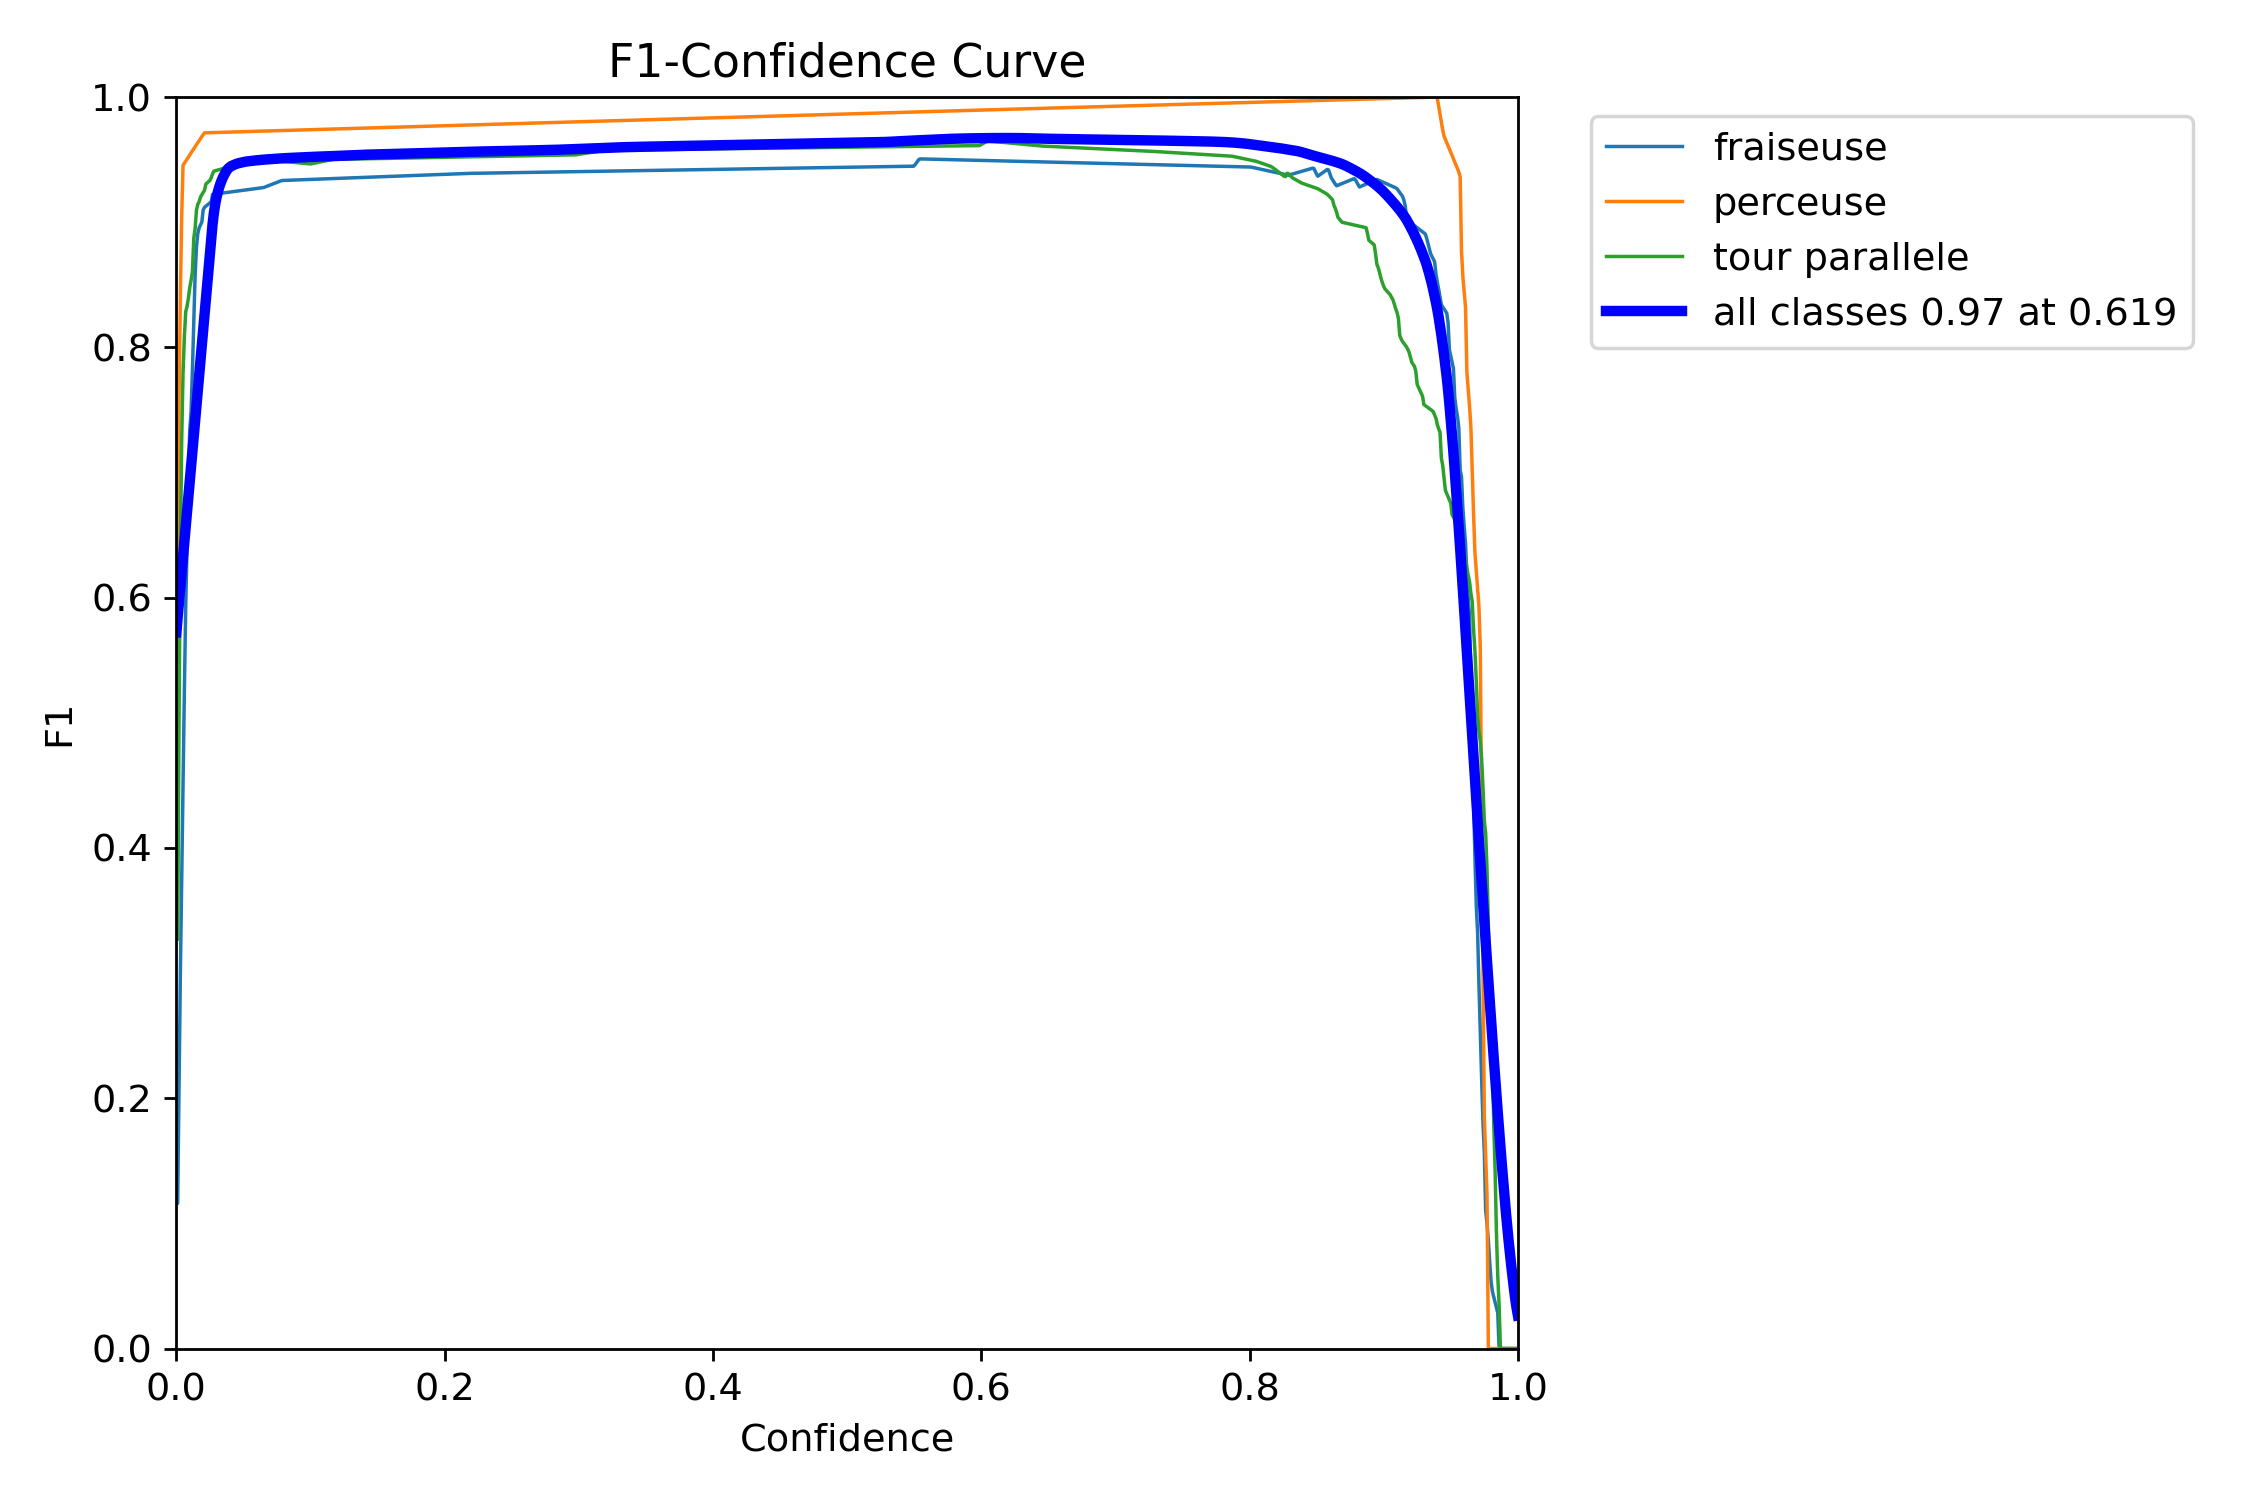 F1-Confidence Curve
1.0
0.8
0.6
0.4
0.2
0.0
F1
0.0 0.2 0.4 0.6 0.8 1.0
Confidence
fraiseuse
perceuse
tour parallele
all classes 0.97 at 0.619